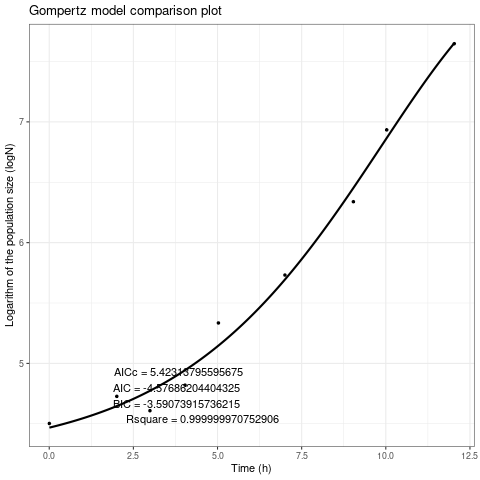 Gompertz model comparison plot
Logarithm of the population size (logN)
7
6
5
AICc = 5.42313795595675
AIC = -4.57686204404325
BIC = -3.59073915736215
Rsquare = 0.999999970752906
0.0 2.5 5.0 7.5 10.0 12.5
Time (h)